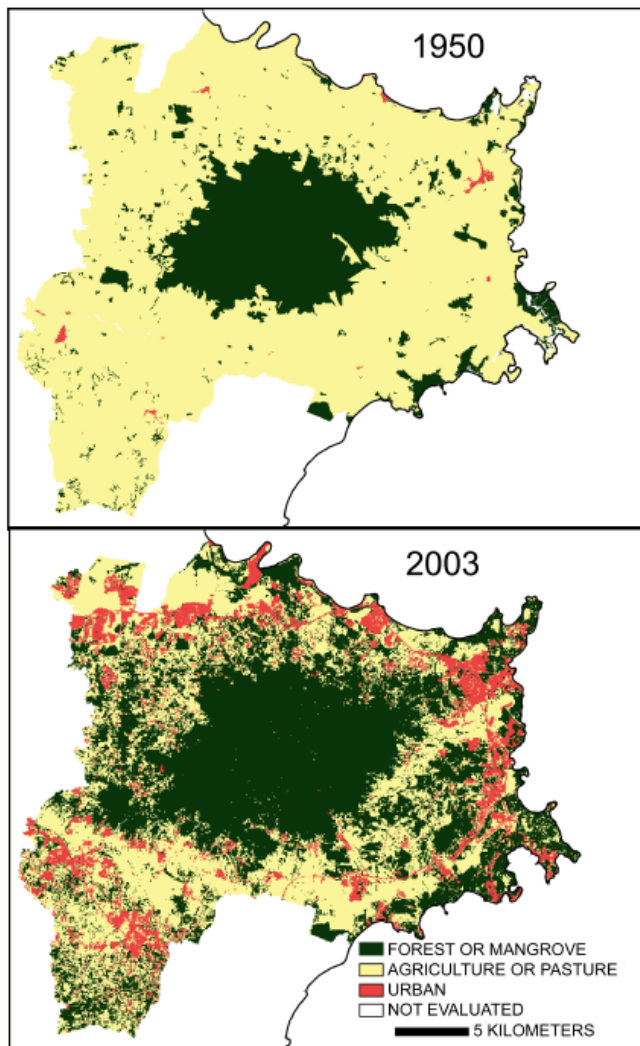 1950
2003
FOREST OR MANGROVE
AGRICULTURE OR PASTURE
URBAN
NOT EVALUATED
5 KILOMETERS